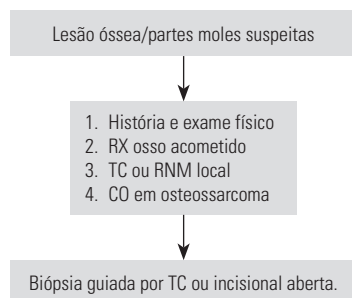 Lesão óssea/partes moles suspeitas
1. História e exame físico
2. RX osso acometido
3. TC ou RNM local
4. CO em osteossarcoma
Biópsia guiada por TC ou incisional aberta.